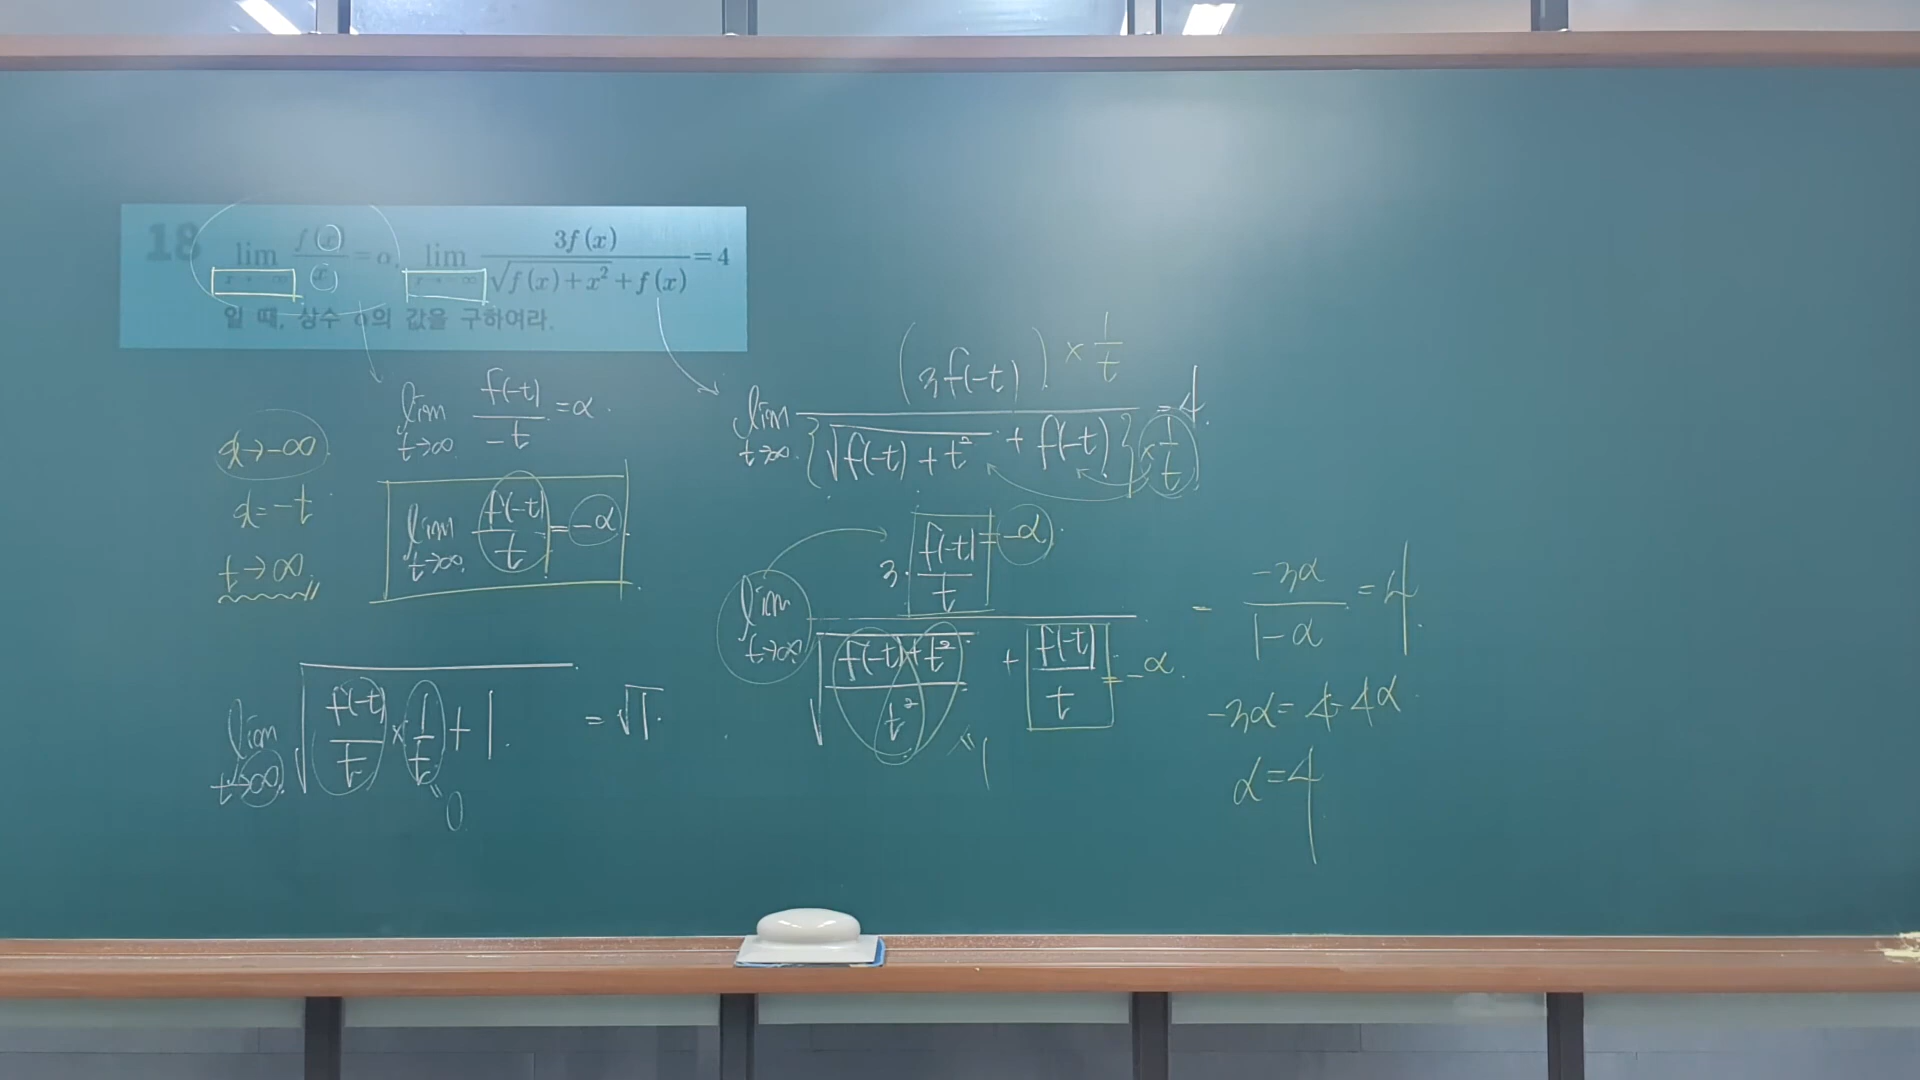 18 lim x→-∞ f(x)/x = α, lim x→-∞ 3f(x)/(√(f(x)+x²)+f(x)) = 4
일 때, 상수 α의 값을 구하여라.
x→-∞
x=-t
t→∞.
lim t→∞ f(-t)/-t = α
lim t→∞ f(-t)/t = -α
lim t→∞ √(f(-t)/t × 1/t + 1) = √1.
=0
lim t→∞ (3f(-t)) × 1/t / {√(f(-t)+t²) + f(-t)} × 1/t = 4.
lim t→∞ 3·f(-t)/t / (√((f(-t)+t²)/t²) + f(-t)/t) = -3α/(1-α) = 4.
=-α
=1
=-α
-3α=4-4α
α=4